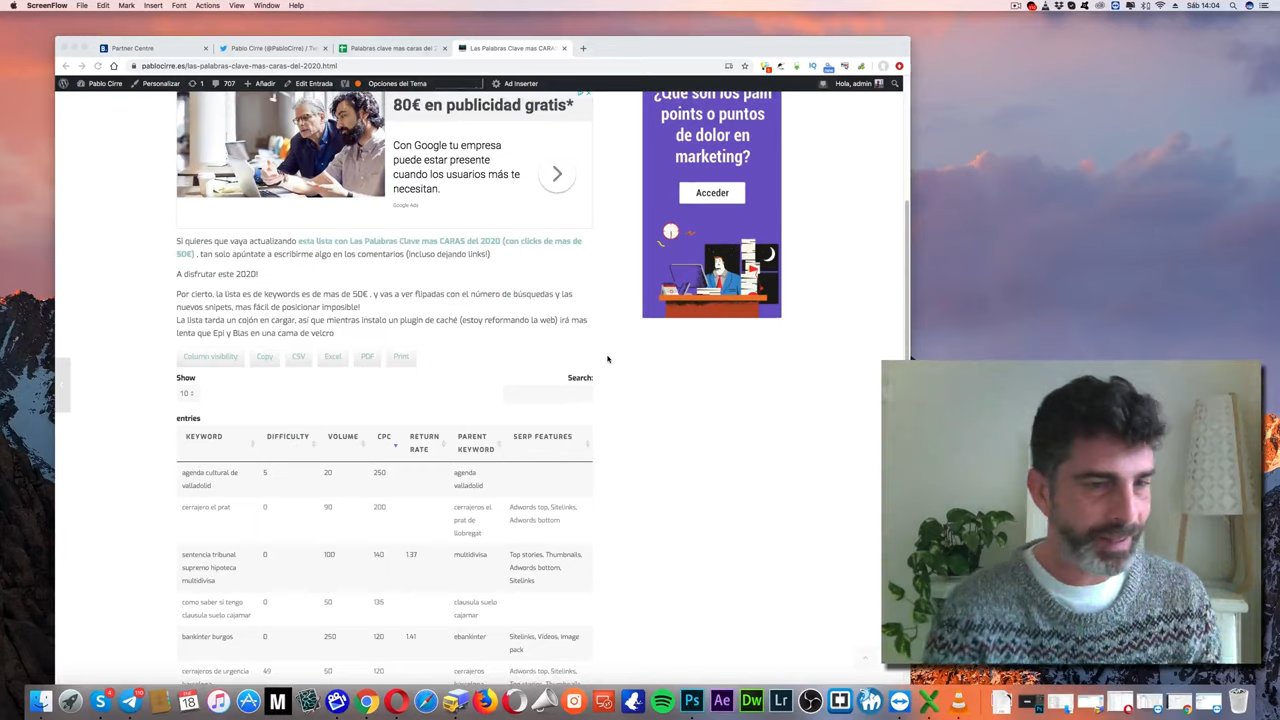 ScreenFlow File Edit Mark Insert Font Actions View Window Help
Sáb 14:04
Partner Centre
Pablo Cirre (@PabloCirre) / Tw
Palabras clave mas caras del 2
Las Palabras Clave mas CARAS
pablocirre.es/las-palabras-clave-mas-caras-del-2020.html
Pablo Cirre Personalizar 1 707 Añadir Editar Entrada Opciones del Tema Ad Inserter Hola, admin
80€ en publicidad gratis*
Con Google tu empresa
puede estar presente
cuando los usuarios más te
necesitan.
Google Ads
¿Qué son los pain
points o puntos
de dolor en
marketing?
Acceder
SI quieres que vaya actualizando esta lista con Las Palabras Clave mas CARAS del 2020 (con clicks de mas de
50€) , tan solo apúntate a escribirme algo en los comentarios (incluso dejando links!)
A disfrutar este 2020!
Por cierto, la lista es de keywords es de mas de 50€ , y vas a ver flipadas con el número de búsquedas y las
nuevos snipets, mas fácil de posicionar imposible!
La lista tarda un cojón en cargar, así que mientras instalo un plugin de caché (estoy reformando la web) irá mas
lenta que Epi y Blas en una cama de velcro
Column visibility Copy CSV Excel PDF Print
Show
Search:
10
entries
KEYWORD DIFFICULTY VOLUME CPC RETURN RATE PARENT KEYWORD SERP FEATURES
agenda cultural de valladolid 5 20 250 agenda valladolid
cerrajero el prat 0 90 200 cerrajeros el prat de llobregat Adwords top, Sitelinks, Adwords bottom
sentencia tribunal supremo hipoteca multidivisa 0 100 140 1.37 multidivisa Top stories, Thumbnails, Adwords bottom, Sitelinks
como saber si tengo clausula suelo cajamar 0 50 135 clausula suelo cajamar
bankinter burgos 0 250 120 1.41 ebankinter Sitelinks, Videos, Image pack
cerrajeros de urgencia 49 50 120 cerrajeros Adwords top, Sitelinks,
4
110
18
M
Ps
Ae
Dw
Lr